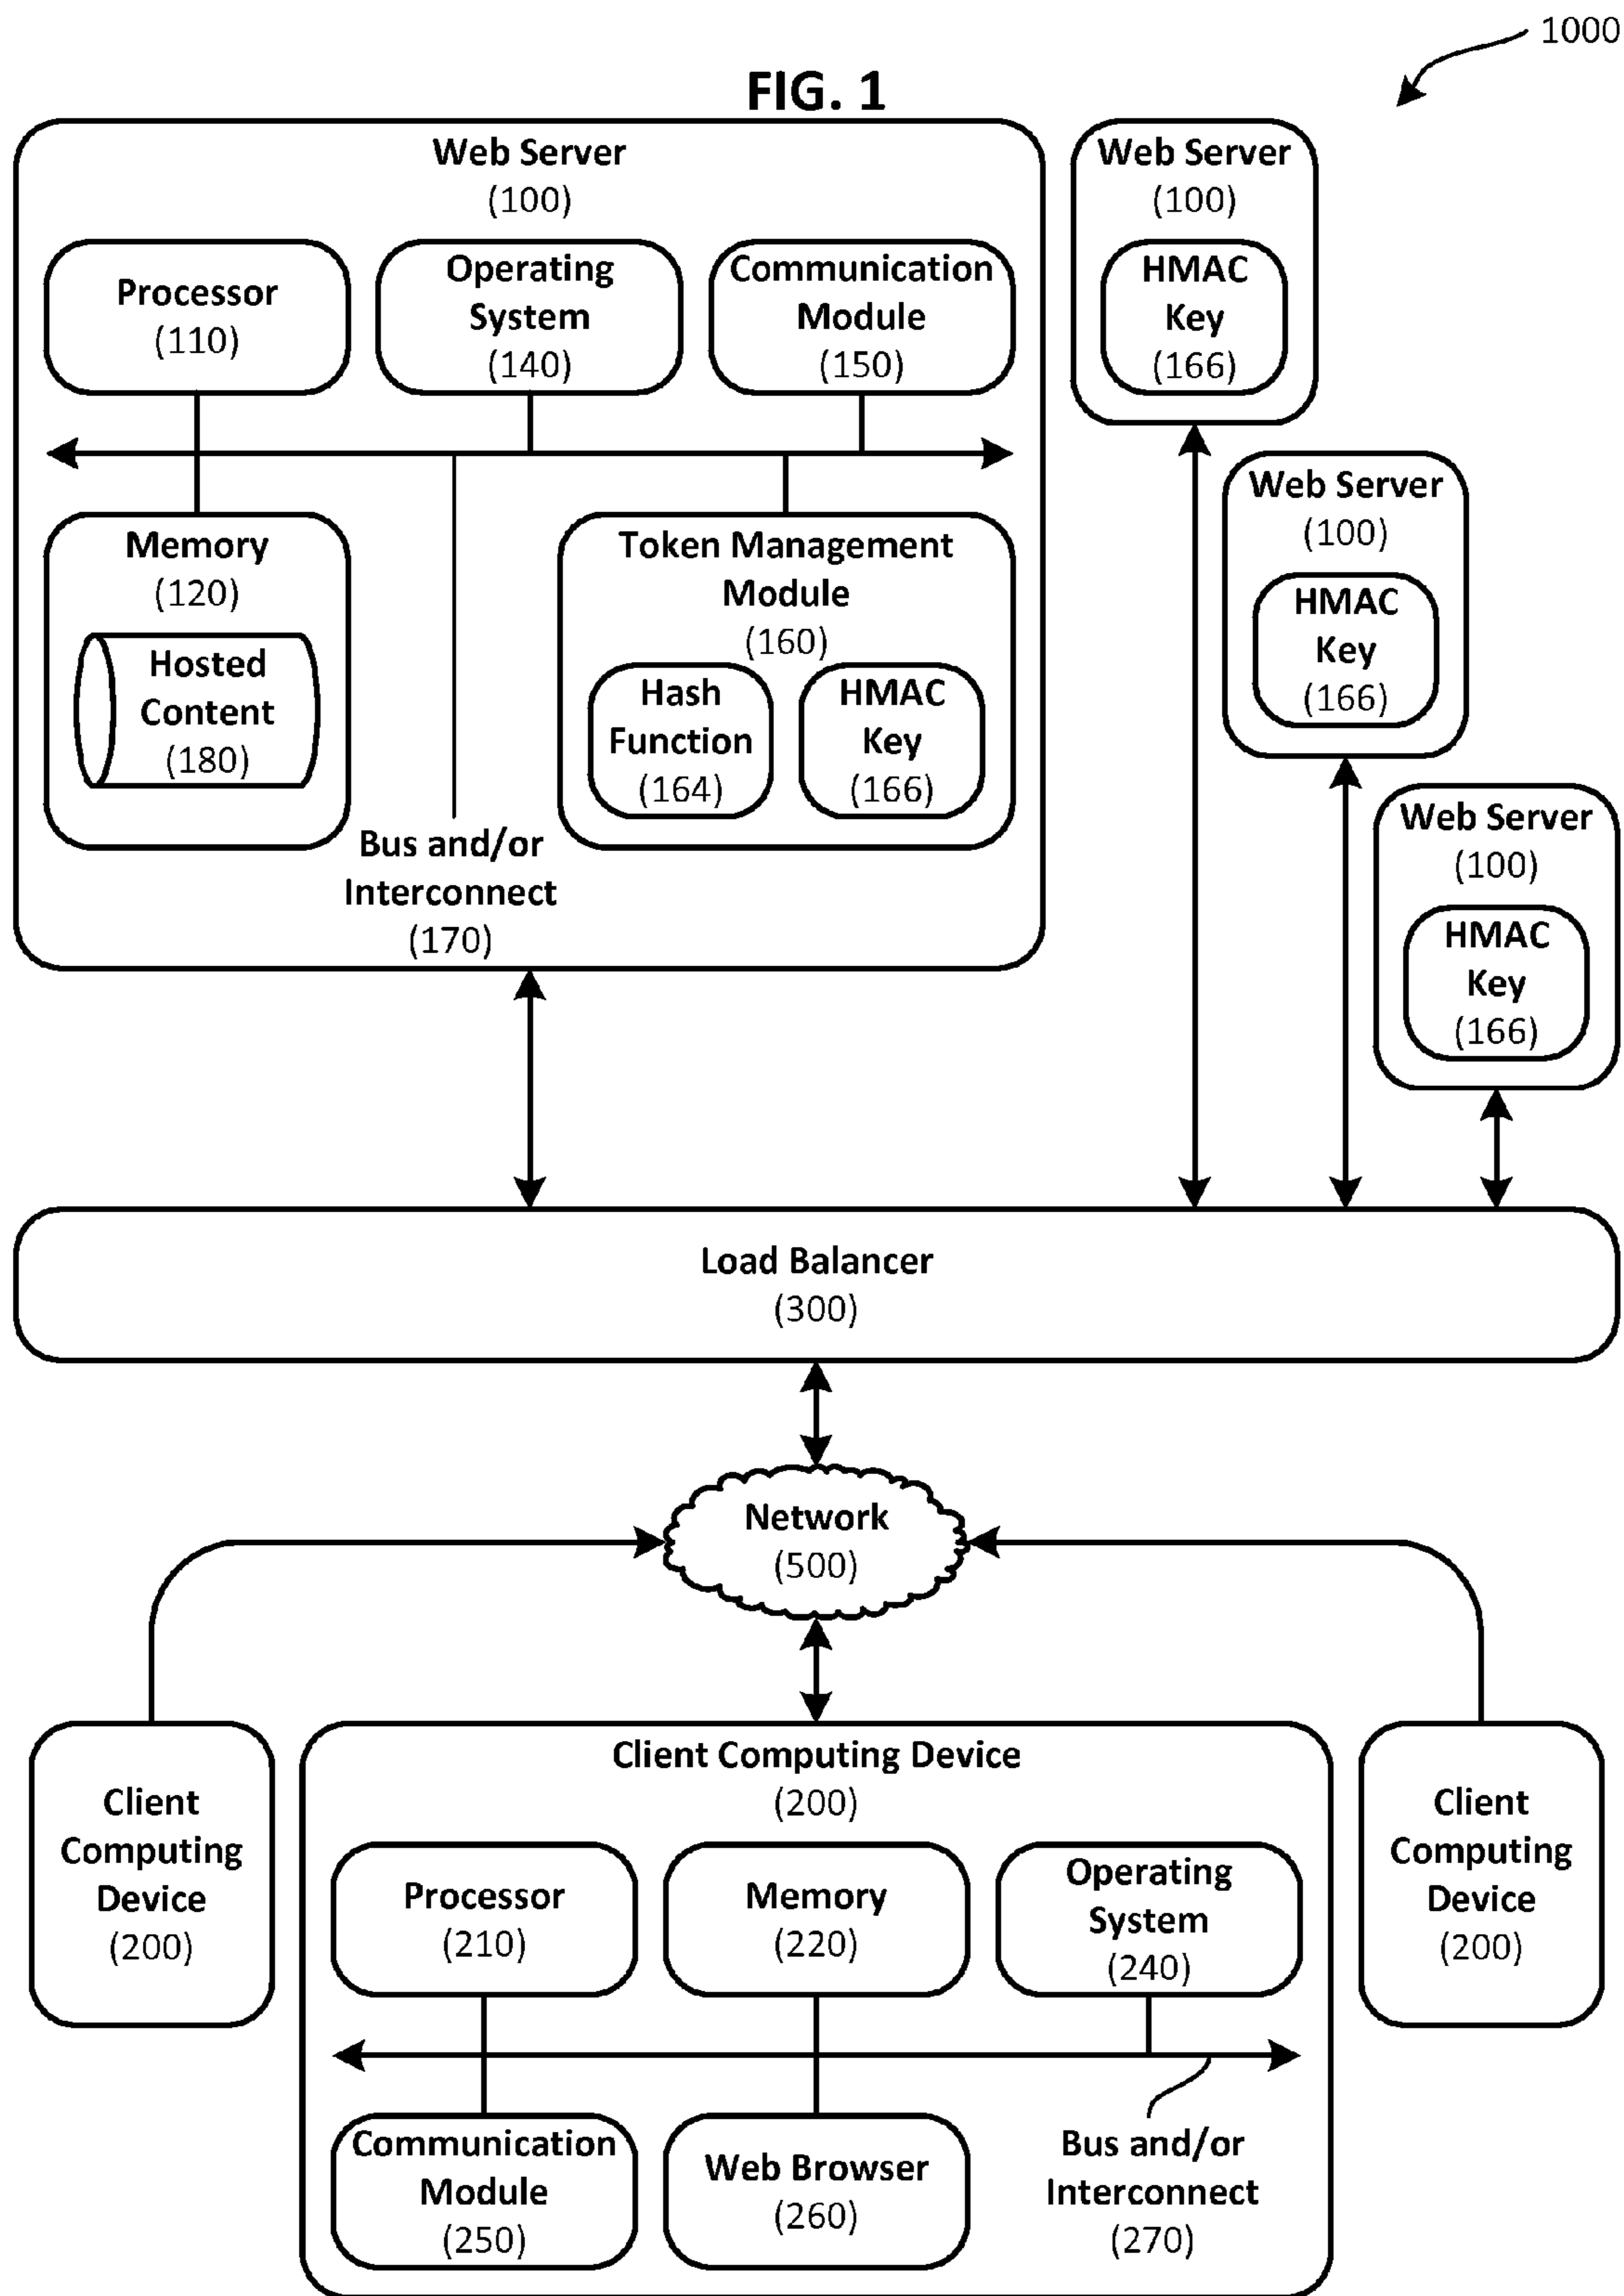 1000
FIG. 1
Web Server
(100)
Processor
(110)
Operating
System
(140)
Communication
Module
(150)
Memory
(120)
Hosted
Content
(180)
Token Management
Module
(160)
Hash
Function
(164)
HMAC
Key
(166)
Bus and/or
Interconnect
(170)
Web Server
(100)
HMAC
Key
(166)
Web Server
(100)
HMAC
Key
(166)
Web Server
(100)
HMAC
Key
(166)
Load Balancer
(300)
Network
(500)
Client
Computing
Device
(200)
Client Computing Device
(200)
Processor
(210)
Memory
(220)
Operating
System
(240)
Communication
Module
(250)
Web Browser
(260)
Bus and/or
Interconnect
(270)
Client
Computing
Device
(200)